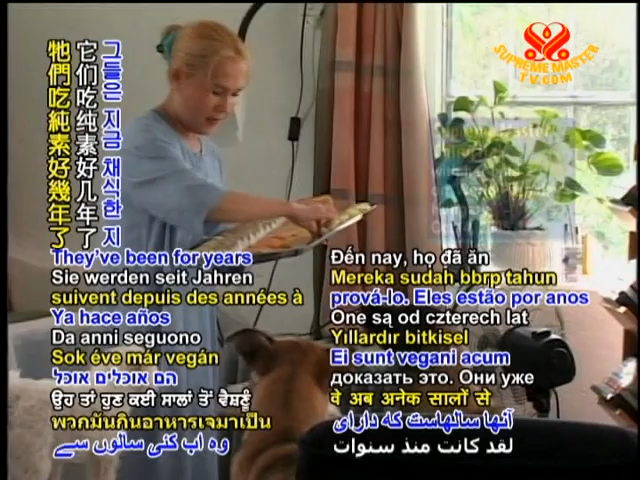 SUPREME MASTER
TV.COM
牠們吃純素好幾年了
它们吃纯素好几年了
그들은 지금 채식한 지
They've been for years
Sie werden seit Jahren
suivent depuis des années à
Ya hace años
Da anni seguono
Sok éve már vegán
הם אוכלים אוכל
ਉਹ ਤਾਂ ਹੁਣ ਕਈ ਸਾਲਾਂ ਤੋਂ ਵੈਸ਼ਨੂੰ
พวกมันกินอาหารเจมาเป็น
وہ اب کئی سالوں سے
Đến nay, họ đã ăn
Mereka sudah bbrp tahun
prová-lo. Eles estão por anos
One są od czterech lat
Yıllardır bitkisel
Ei sunt vegani acum
доказать это. Они уже
वे अब अनेक सालों से
آنها سالهاست که دارای
لقد كانت منذ سنوات